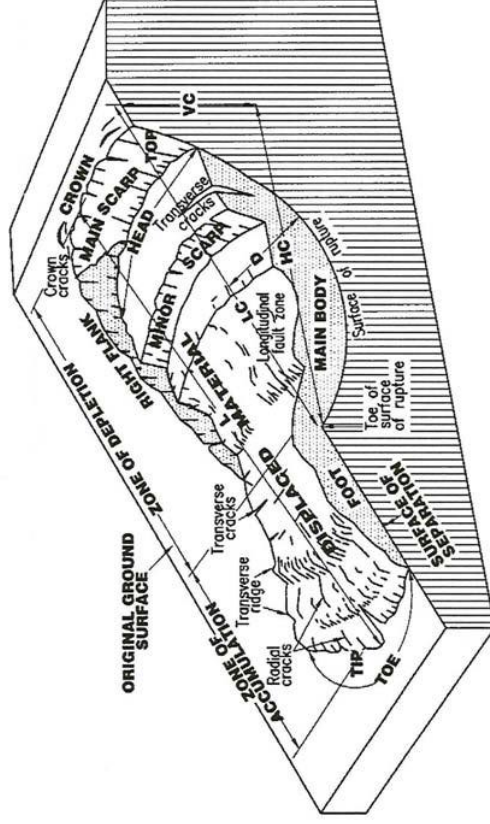 CROWN
Crown
cracks
MAIN SCARP
TOP
HEAD
Transverse
cracks
MINOR
SCARP
RIGHT FLANK
VC
D
HC
LC
L
Longitudinal
fault zone
MAIN BODY
Surface of rupture
Toe of
surface
of rupture
DISPLACED MATERIAL
FOOT
SURFACE OF
SEPARATION
ZONE OF DEPLETION
ORIGINAL GROUND
SURFACE
Transverse
cracks
Transverse
ridge
ZONE OF
ACCUMULATION
Radial
cracks
TIP
TOE